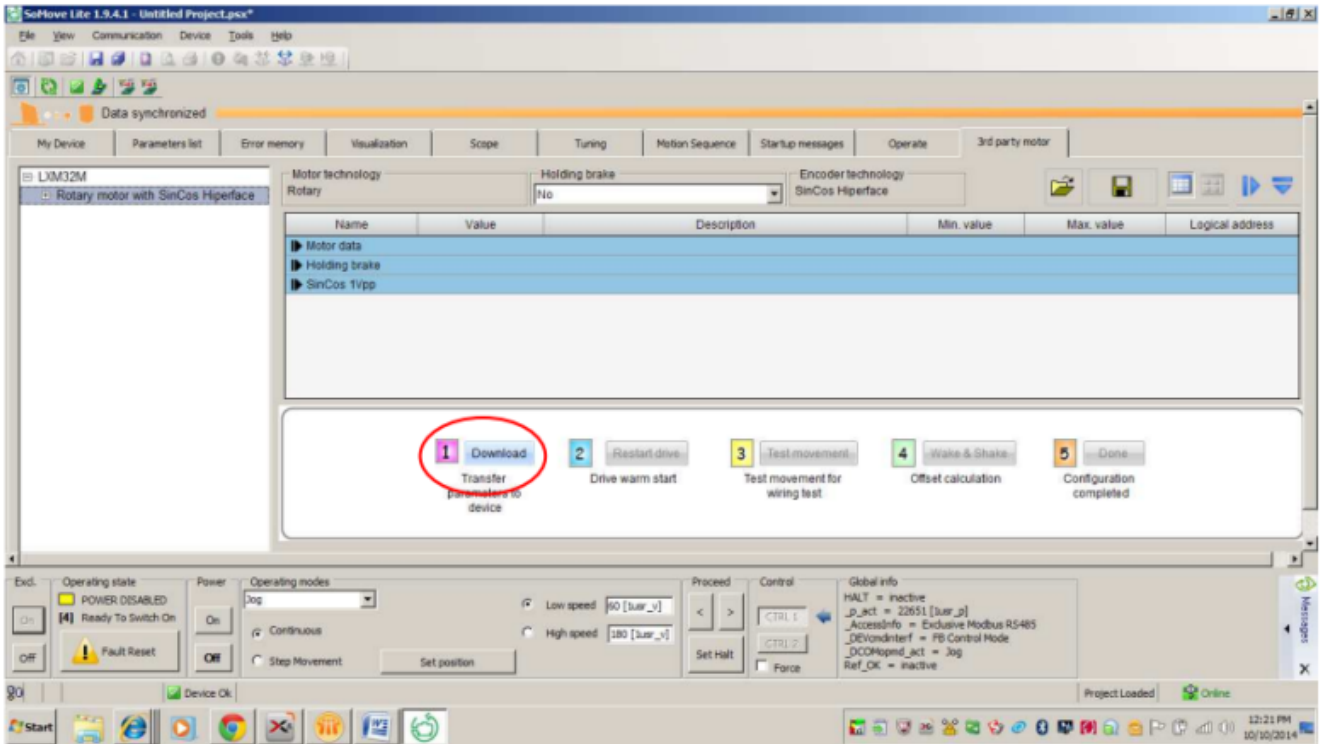 SoMove Lite 1.9.4.1 - Untitled Project.psx*
File View Communication Device Tools Help
Data synchronized
My Device Parameters list Error memory Visualization Scope Tuning Motion Sequence Startup messages Operate 3rd party motor
LXM32M
Rotary motor with SinCos Hiperface
Motor technology
Rotary
Holding brake
No
Encoder technology
SinCos Hiperface
Name Value Description Min. value Max. value Logical address
Motor data
Holding brake
SinCos 1Vpp
1 Download 2 Restart drive 3 Test movement 4 Wake & Shake 5 Done
Transfer parameters to device
Drive warm start
Test movement for wiring test
Offset calculation
Configuration completed
Excl.
On
Off
Operating state
POWER DISABLED
[4] Ready To Switch On
Fault Reset
Power
On
Off
Operating modes
Jog
Continuous
Step Movement
Set position
Low speed 60 [1usr_v]
High speed 180 [1usr_v]
Proceed
< >
Set Halt
Control
CTRL 1
CTRL 2
Force
Global info
HALT = inactive
_p_act = 22651 [1usr_p]
_AccessInfo = Exclusive Modbus RS485
_DEVcmdinterf = FB Control Mode
_DCOMopmd_act = Jog
Ref_OK = inactive
Messages
Device Ok
Project Loaded
Online
Start
12:21 PM
10/10/2014